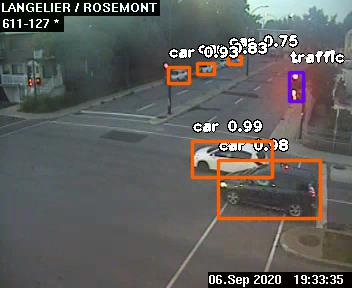 LANGELIER / ROSEMONT
611-127 *
car 0.75
car 0.93
0.83
traffic
car 0.99
car 0.98
06.Sep 2020 19:33:35